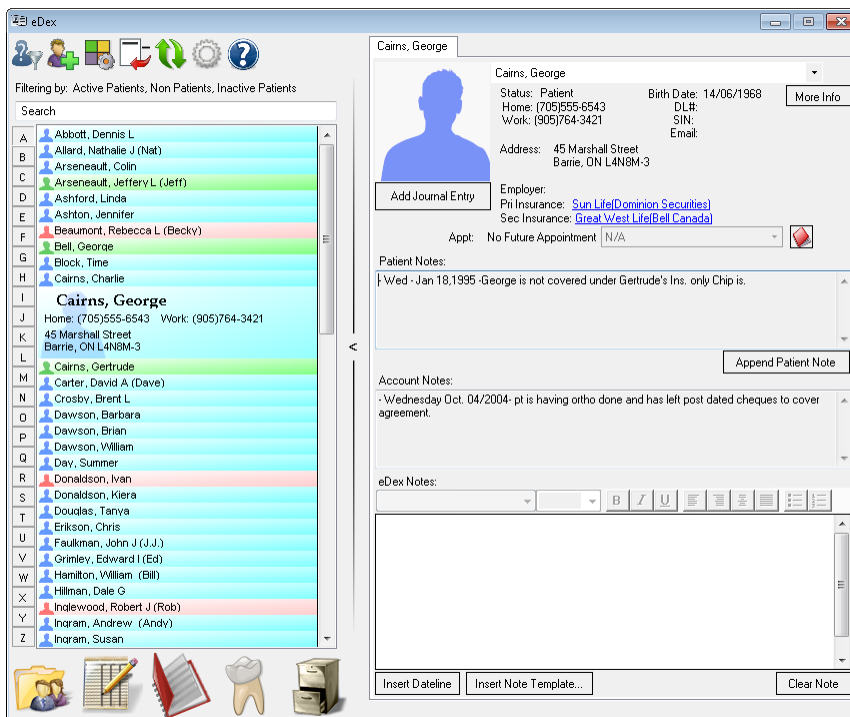 eDex
Filtering by: Active Patients, Non Patients, Inactive Patients
Search
A
B
C
D
E
F
G
H
I
J
K
L
M
N
O
P
Q
R
S
T
U
V
W
X
Y
Z
Abbott, Dennis L
Allard, Nathalie J (Nat)
Arseneault, Colin
Arseneault, Jeffery L (Jeff)
Ashford, Linda
Ashton, Jennifer
Beaumont, Rebecca L (Becky)
Bell, George
Block, Time
Cairns, Charlie
Cairns, George
Home: (705)555-6543 Work: (905)764-3421
45 Marshall Street
Barrie, ON L4N8M-3
Cairns, Gertrude
Carter, David A (Dave)
Crosby, Brent L
Dawson, Barbara
Dawson, Brian
Dawson, William
Day, Summer
Donaldson, Ivan
Donaldson, Kiera
Douglas, Tanya
Erikson, Chris
Faulkman, John J (J.J.)
Grimley, Edward I (Ed)
Hamilton, William (Bill)
Hillman, Dale G
Inglewood, Robert J (Rob)
Ingram, Andrew (Andy)
Ingram, Susan
<
Cairns, George
Cairns, George
Status: Patient Birth Date: 14/06/1968
More Info
Home: (705)555-6543 DL#:
Work: (905)764-3421 SIN:
Email:
Address: 45 Marshall Street
Barrie, ON L4N8M-3
Add Journal Entry
Employer:
Pri Insurance: Sun Life(Dominion Securities)
Sec Insurance: Great West Life(Bell Canada)
Appt: No Future Appointment N/A
Patient Notes:
- Wed - Jan 18,1995 -George is not covered under Gertrude's Ins. only Chip is.
Append Patient Note
Account Notes:
- Wednesday Oct. 04/2004- pt is having ortho done and has left post dated cheques to cover
agreement.
eDex Notes:
B I U
Insert Dateline Insert Note Template... Clear Note